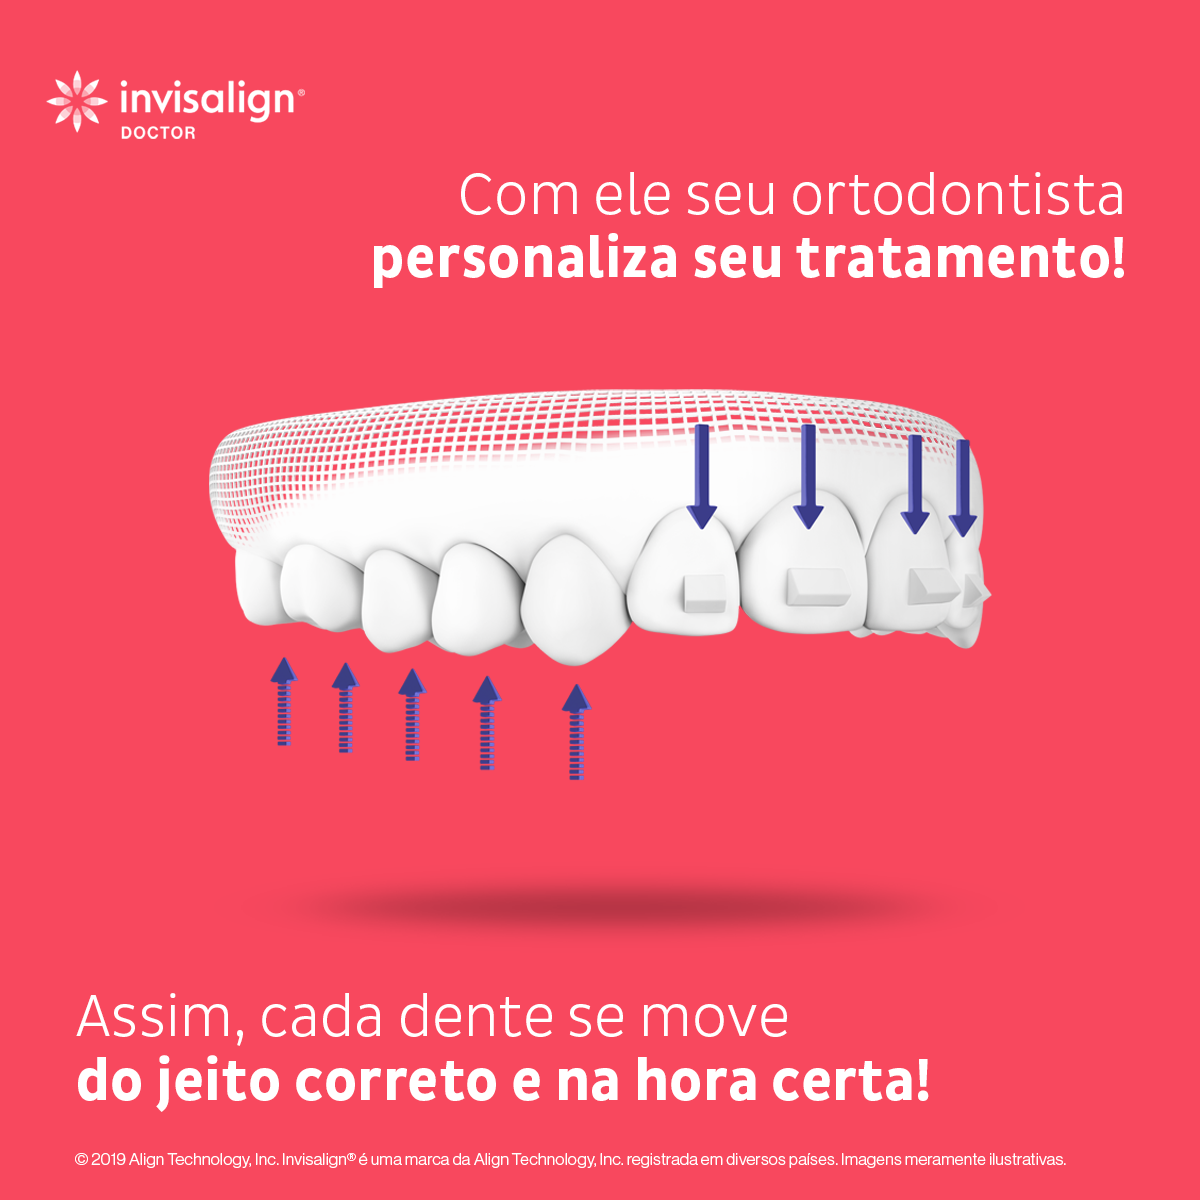 invisalign®
DOCTOR
Com ele seu ortodontista
personaliza seu tratamento!
Assim, cada dente se move
do jeito correto e na hora certa!
© 2019 Align Technology, Inc. Invisalign® é uma marca da Align Technology, Inc. registrada em diversos países. Imagens meramente ilustrativas.